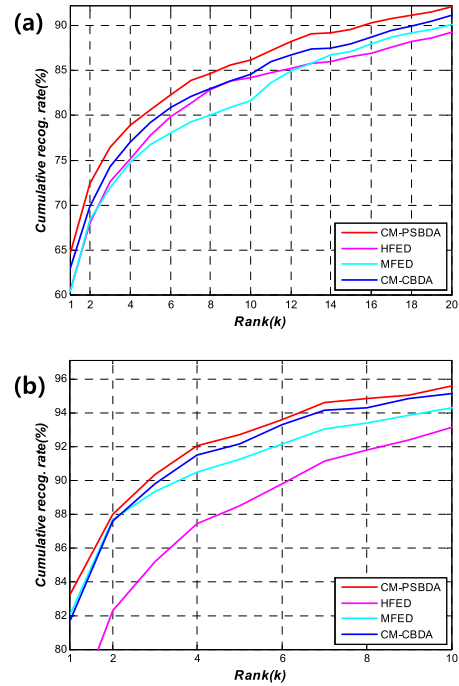 (a)
Cumulative recog. rate(%)
90
85
80
75
70
65
60
1 2 4 6 8 10 12 14 16 18 20
Rank(k)
CM-PSBDA
HFED
MFED
CM-CBDA
(b)
Cumulative recog. rate(%)
96
94
92
90
88
86
84
82
80
1 2 4 6 8 10
Rank(k)
CM-PSBDA
HFED
MFED
CM-CBDA